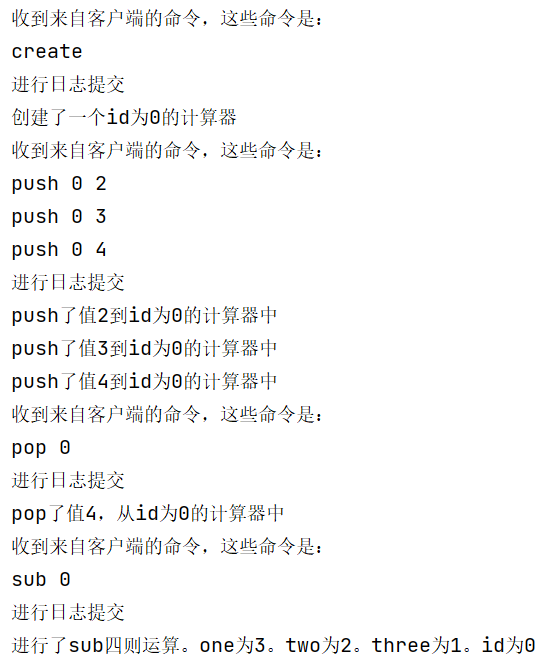 收到来自客户端的命令，这些命令是：
create
进行日志提交
创建了一个id为0的计算器
收到来自客户端的命令，这些命令是：
push 0 2
push 0 3
push 0 4
进行日志提交
push了值2到id为0的计算器中
push了值3到id为0的计算器中
push了值4到id为0的计算器中
收到来自客户端的命令，这些命令是：
pop 0
进行日志提交
pop了值4，从id为0的计算器中
收到来自客户端的命令，这些命令是：
sub 0
进行日志提交
进行了sub四则运算。one为3。two为2。three为1。id为0